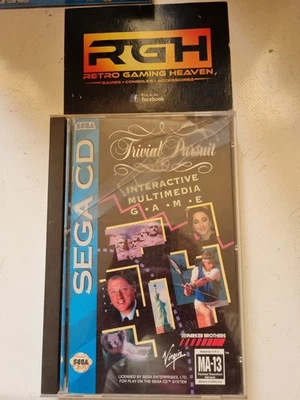 RGH
RETRO GAMING HEAVEN
GAMES • CONSOLES • ACCESSORIES
facebook
SEGA
SEGA CD
Trivial Pursuit
INTERACTIVE
MULTIMEDIA
G·A·M·E
PARKER BROTHERS
Virgin
MA-13
SEGA
LICENSED BY SEGA ENTERPRISES, LTD.
FOR PLAY ON THE SEGA CD™ SYSTEM